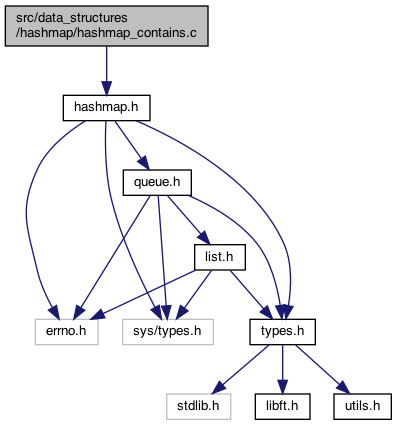 src/data_structures
/hashmap/hashmap_contains.c
hashmap.h
queue.h
list.h
errno.h
sys/types.h
types.h
stdlib.h
libft.h
utils.h